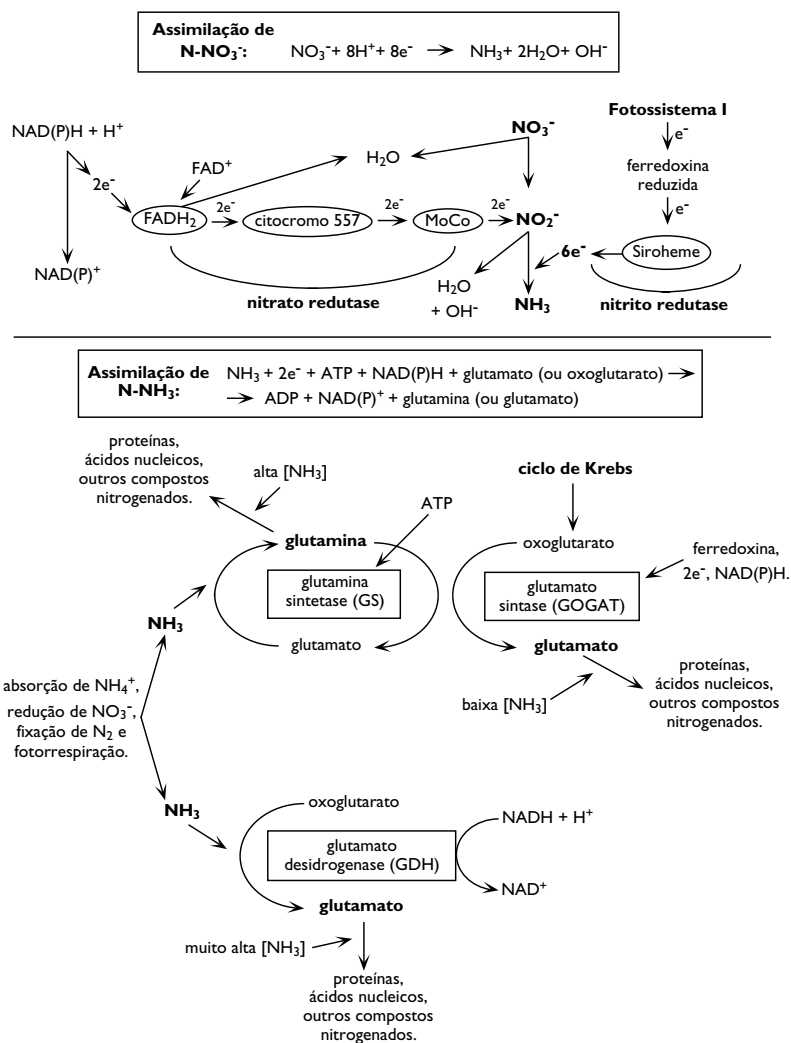 Assimilação de
N-NO₃⁻: NO₃⁻+ 8H⁺+ 8e⁻ → NH₃+ 2H₂O+ OH⁻
Fotossistema I
e⁻
ferredoxina
reduzida
e⁻
Siroheme
nitrito redutase
NAD(P)H + H⁺
2e⁻
NAD(P)⁺
FAD⁺
FADH₂
2e⁻
citocromo 557
2e⁻
MoCo
2e⁻
nitrato redutase
H₂O
NO₃⁻
NO₂⁻
6e⁻
H₂O
+ OH⁻
NH₃
Assimilação de
N-NH₃: NH₃ + 2e⁻ + ATP + NAD(P)H + glutamato (ou oxoglutarato) →
→ ADP + NAD(P)⁺ + glutamina (ou glutamato)
proteínas,
ácidos nucleicos,
outros compostos
nitrogenados.
alta [NH₃]
ATP
glutamina
glutamina
sintetase (GS)
glutamato
NH₃
ciclo de Krebs
oxoglutarato
glutamato
sintase (GOGAT)
ferredoxina,
2e⁻, NAD(P)H.
glutamato
baixa [NH₃]
proteínas,
ácidos nucleicos,
outros compostos
nitrogenados.
absorção de NH₄⁺,
redução de NO₃⁻,
fixação de N₂ e
fotorrespiração.
NH₃
oxoglutarato
glutamato
desidrogenase (GDH)
NADH + H⁺
NAD⁺
glutamato
muito alta [NH₃]
proteínas,
ácidos nucleicos,
outros compostos
nitrogenados.